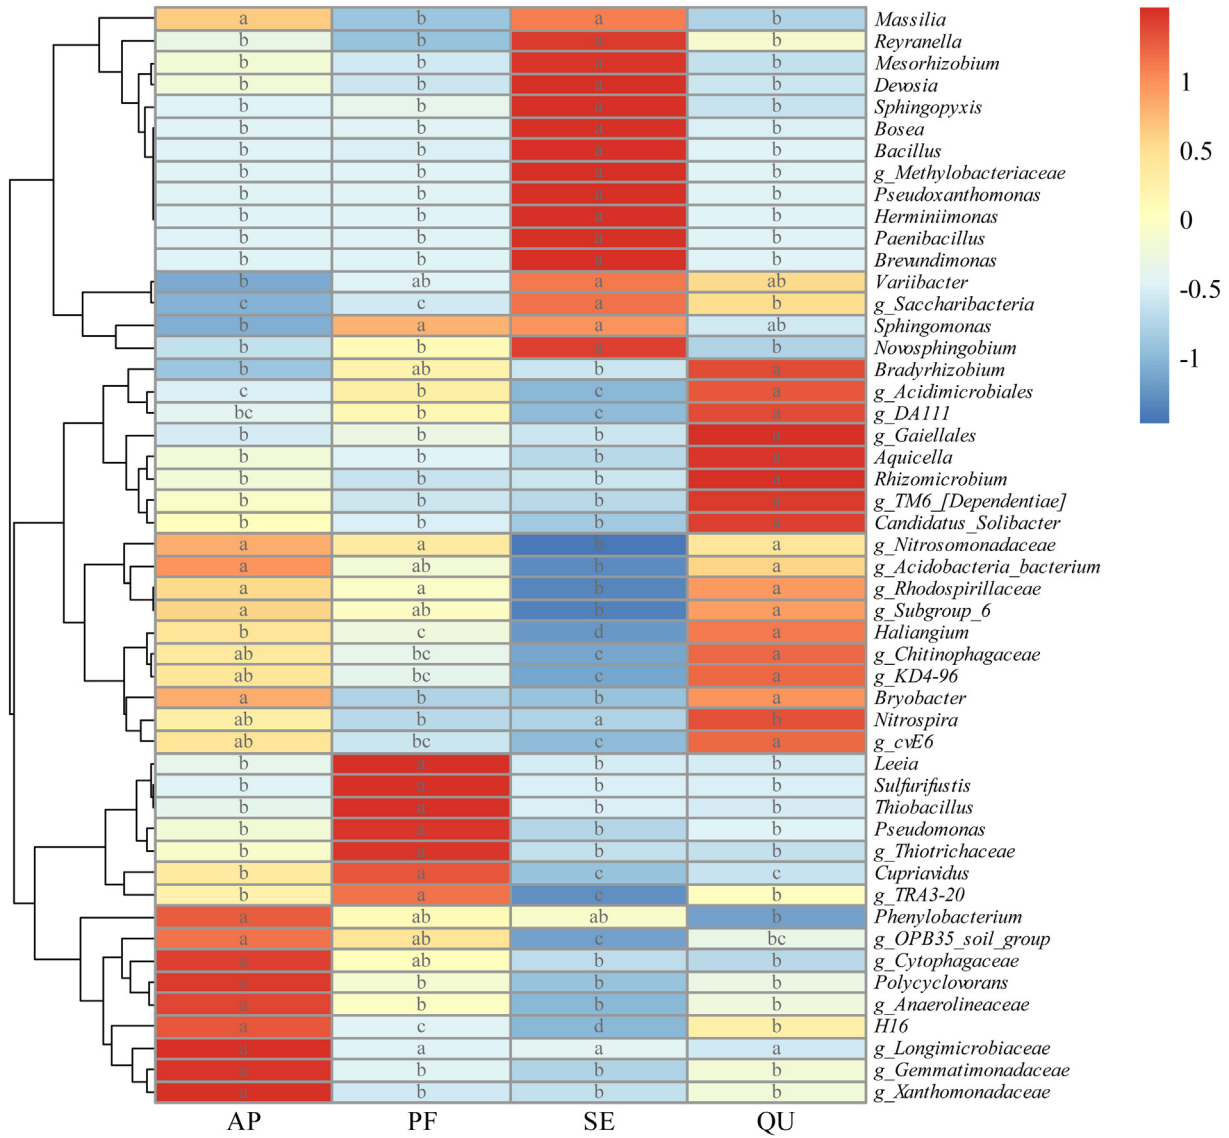 a b a b Massilia
b b a b Reyranella
b b a b Mesorhizobium
b b a b Devosia
b b a b Sphingopyxis
b b a b Bosea
b b a b Bacillus
b b a b g_Methylobacteriaceae
b b a b Pseudoxanthomonas
b b a b Herminiimonas
b b a b Paenibacillus
b b a b Brevundimonas
b ab a ab Variibacter
c c a b g_Saccharibacteria
b a a ab Sphingomonas
b b a b Novosphingobium
b ab b a Bradyrhizobium
c b c a g_Acidimicrobiales
bc b c a g_DA111
b b b a g_Gaiellales
b b b a Aquicella
b b b a Rhizomicrobium
b b b a g_TM6_[Dependentiae]
b b b a Candidatus_Solibacter
a a b a g_Nitrosomonadaceae
a ab b a g_Acidobacteria_bacterium
a a b a g_Rhodospirillaceae
a ab b a g_Subgroup_6
b c d a Haliangium
ab bc c a g_Chitinophagaceae
ab bc c a g_KD4-96
a b b a Bryobacter
ab b a b Nitrospira
ab bc c a g_cvE6
b a b b Leeia
b a b b Sulfurifustis
b a b b Thiobacillus
b a b b Pseudomonas
b a b b g_Thiotrichaceae
b a c c Cupriavidus
b a c b g_TRA3-20
a ab ab b Phenylobacterium
a ab c bc g_OPB35_soil_group
a ab b b g_Cytophagaceae
a b b b Polycyclovorans
a b b b g_Anaerolineaceae
a c d b H16
a a a a g_Longimicrobiaceae
a b b b g_Gemmatimonadaceae
a b b b g_Xanthomonadaceae
AP PF SE QU
1
0.5
0
-0.5
-1